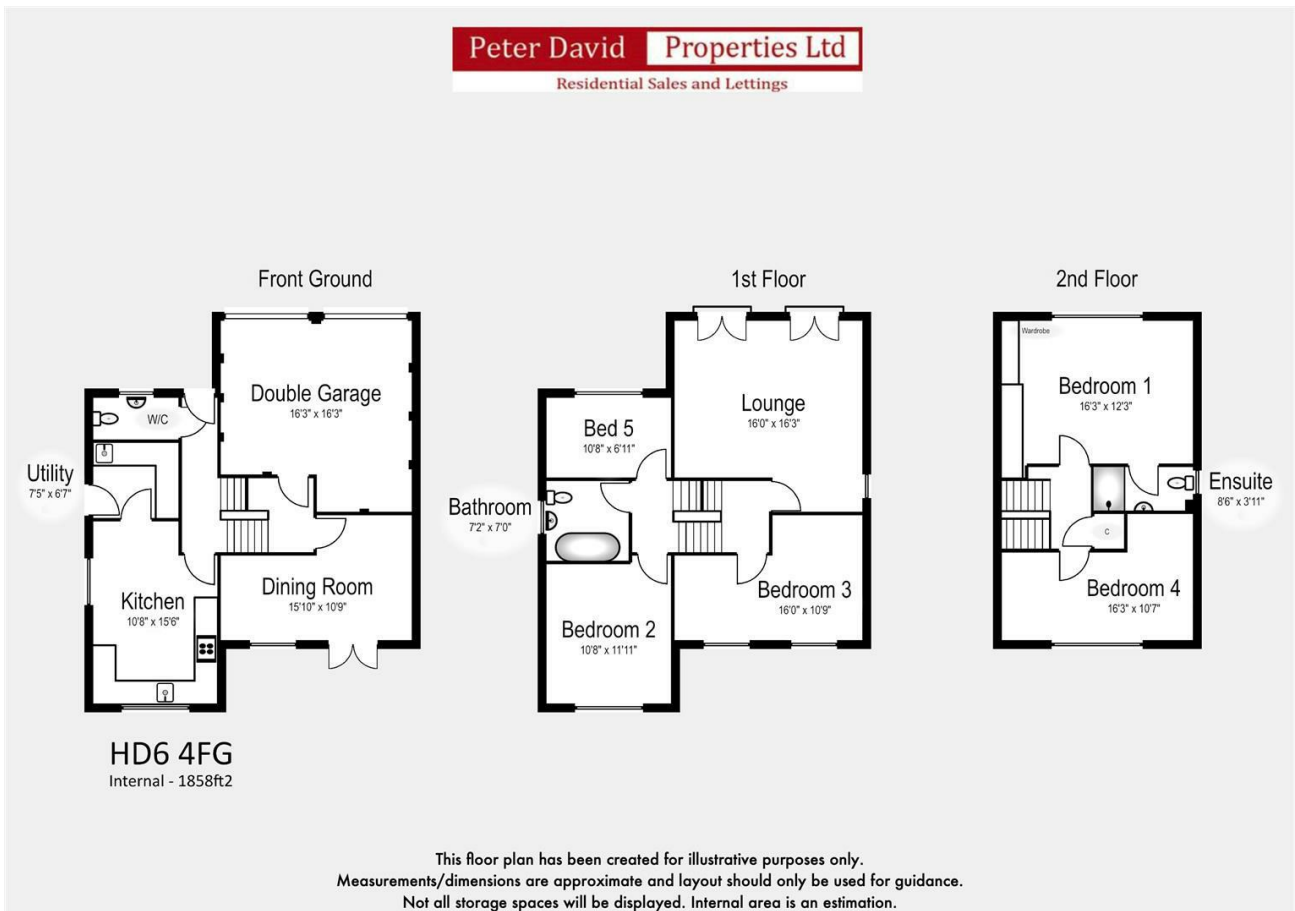 Peter David Properties Ltd
Residential Sales and Lettings
Front Ground
Double Garage
16'3" x 16'3"
W/C
Utility
7'5" x 6'7"
Kitchen
10'8" x 15'6"
Dining Room
15'10" x 10'9"
1st Floor
Lounge
16'0" x 16'3"
Bed 5
10'8" x 6'11"
Bathroom
7'2" x 7'0"
Bedroom 3
16'0" x 10'9"
Bedroom 2
10'8" x 11'11"
2nd Floor
Wardrobe
Bedroom 1
16'3" x 12'3"
Ensuite
8'6" x 3'11"
C
Bedroom 4
16'3" x 10'7"
HD6 4FG
Internal - 1858ft2
This floor plan has been created for illustrative purposes only.
Measurements/dimensions are approximate and layout should only be used for guidance.
Not all storage spaces will be displayed. Internal area is an estimation.